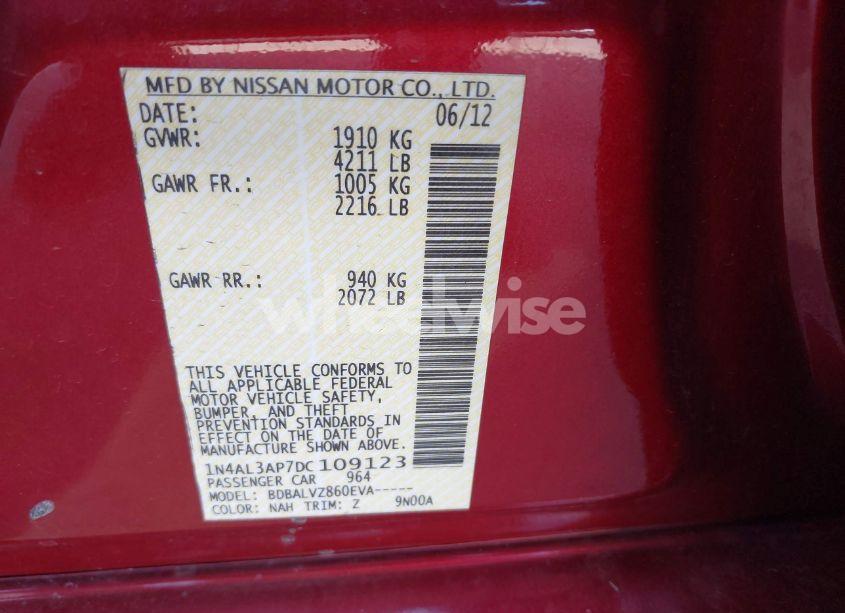 MFD BY NISSAN MOTOR CO., LTD.
DATE: 06/12
GVWR: 1910 KG
4211 LB
GAWR FR.: 1005 KG
2216 LB
GAWR RR.: 940 KG
2072 LB
wheelwise
THIS VEHICLE CONFORMS TO
ALL APPLICABLE FEDERAL
MOTOR VEHICLE SAFETY,
BUMPER, AND THEFT
PREVENTION STANDARDS IN
EFFECT ON THE DATE OF
MANUFACTURE SHOWN ABOVE.
1N4AL3AP7DC109123
PASSENGER CAR 964
MODEL: BDBALVZ860EVA-----
COLOR: NAH TRIM: Z 9N00A